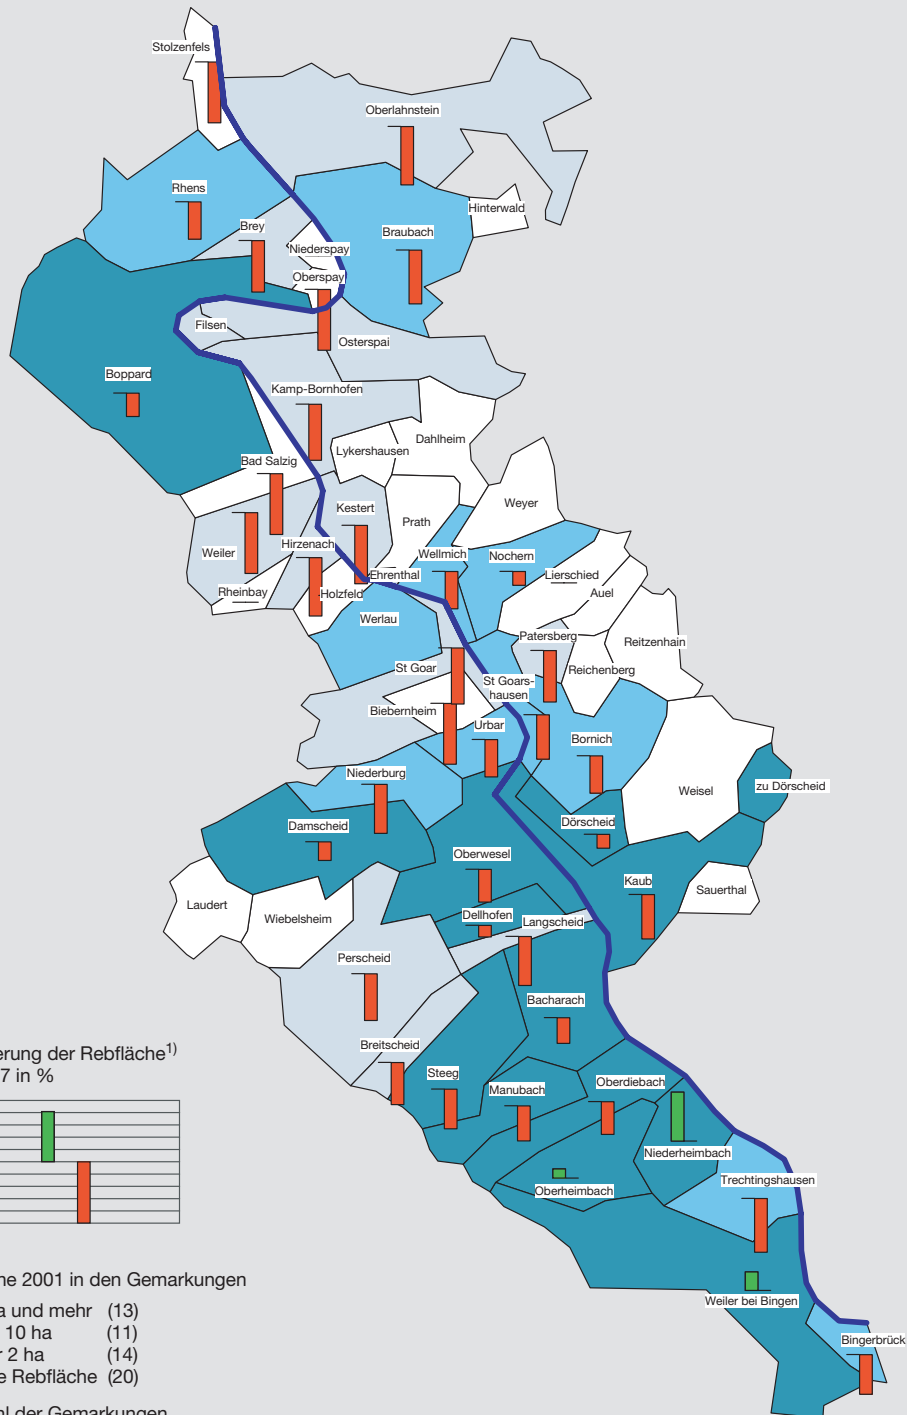 Stolzenfels
Oberlahnstein
Rhens
Hinterwald
Brey
Braubach
Niederspay
Oberspay
Filsen
Osterspai
Boppard
Kamp-Bornhofen
Dahlheim
Lykershausen
Bad Salzig
Kestert
Weyer
Prath
Hirzenach
Weiler
Wellmich
Nochern
Ehrenthal
Lierschied
Rheinbay
Holzfeld
Auel
Werlau
Patersberg
Reitzenhain
St Goar
Reichenberg
St Goars-
hausen
Biebernheim
Urbar
Bornich
Niederburg
Weisel
zu Dörscheid
Damscheid
Dörscheid
Oberwesel
Kaub
Sauerthal
Laudert
Wiebelsheim
Dellhofen
Langscheid
Perscheid
Bacharach
Breitscheid
erung der Rebfläche1)
7 in %
Steeg
Manubach
Oberdiebach
Niederheimbach
Trechtingshausen
Oberheimbach
ne 2001 in den Gemarkungen
Weiler bei Bingen
a und mehr (13)
10 ha (11)
r 2 ha (14)
e Rebfläche (20)
Bingerbrück
hl der Gemarkungen